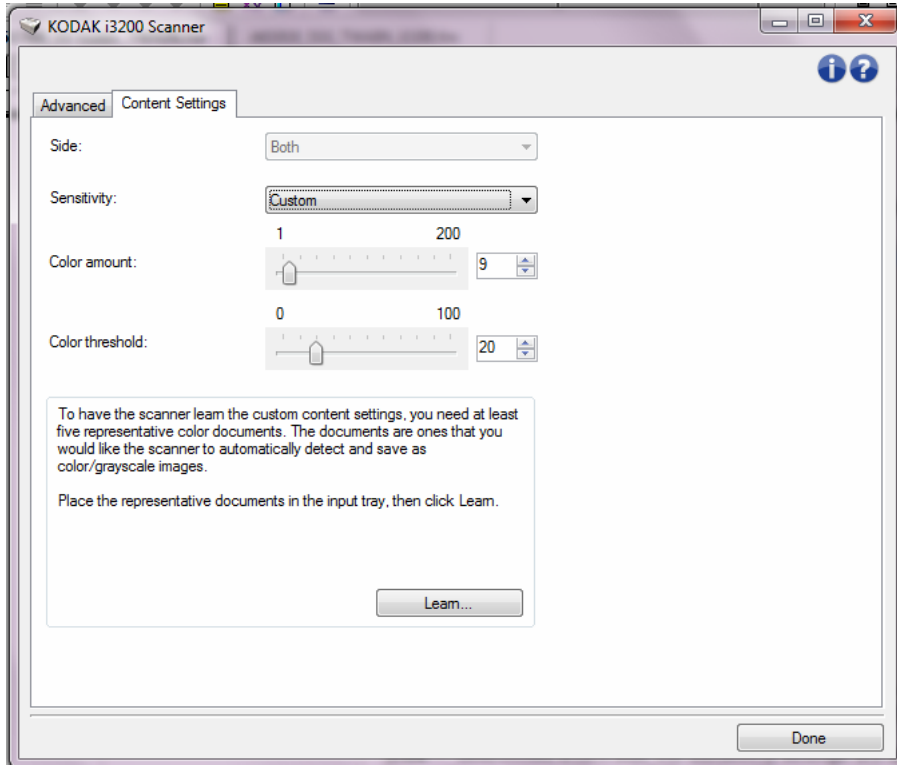 KODAK i3200 Scanner
Advanced
Content Settings
Side:
Both
Sensitivity:
Custom
1 200
Color amount:
9
0 100
Color threshold:
20
To have the scanner learn the custom content settings, you need at least
five representative color documents. The documents are ones that you
would like the scanner to automatically detect and save as
color/grayscale images.
Place the representative documents in the input tray, then click Learn.
Learn...
Done